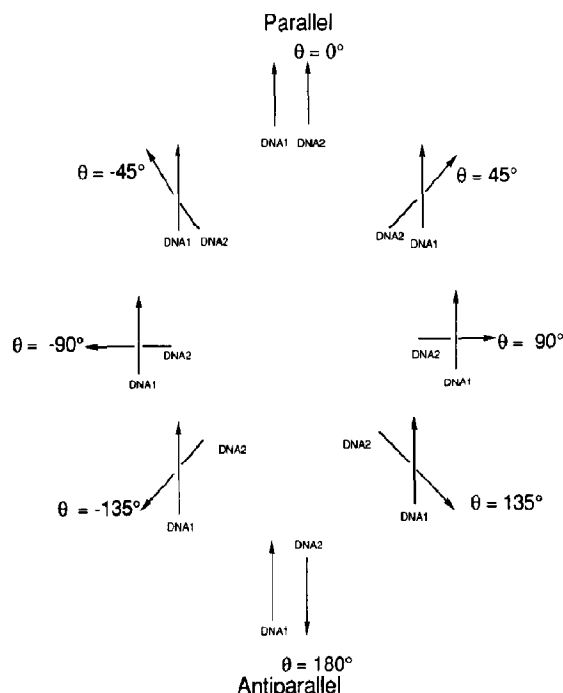 Parallel
θ = 0°
DNA1 DNA2
θ = -45°
DNA1 DNA2
θ = 45°
DNA2
DNA1
θ = -90°
DNA2
DNA1
DNA2
θ = 90°
DNA1
DNA2
θ = -135°
DNA1
DNA2
θ = 135°
DNA1
DNA2
DNA1
θ = 180°
Antiparallel